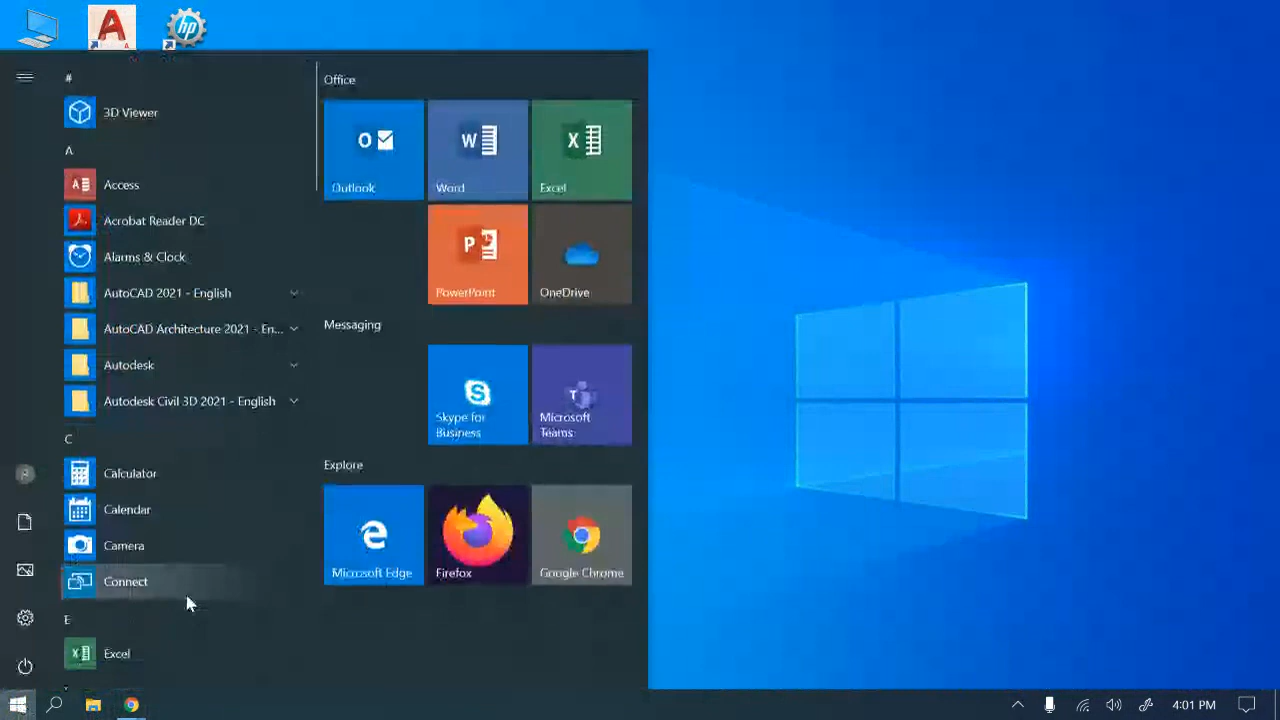 hp
#
3D Viewer
A
Access
Acrobat Reader DC
Alarms & Clock
AutoCAD 2021 - English
AutoCAD Architecture 2021 - En...
Autodesk
Autodesk Civil 3D 2021 - English
C
Calculator
Calendar
Camera
Connect
E
Excel
Office
Outlook
Word
Excel
PowerPoint
OneDrive
Messaging
Skype for
Business
Microsoft
Teams
Explore
Microsoft Edge
Firefox
Google Chrome
4:01 PM